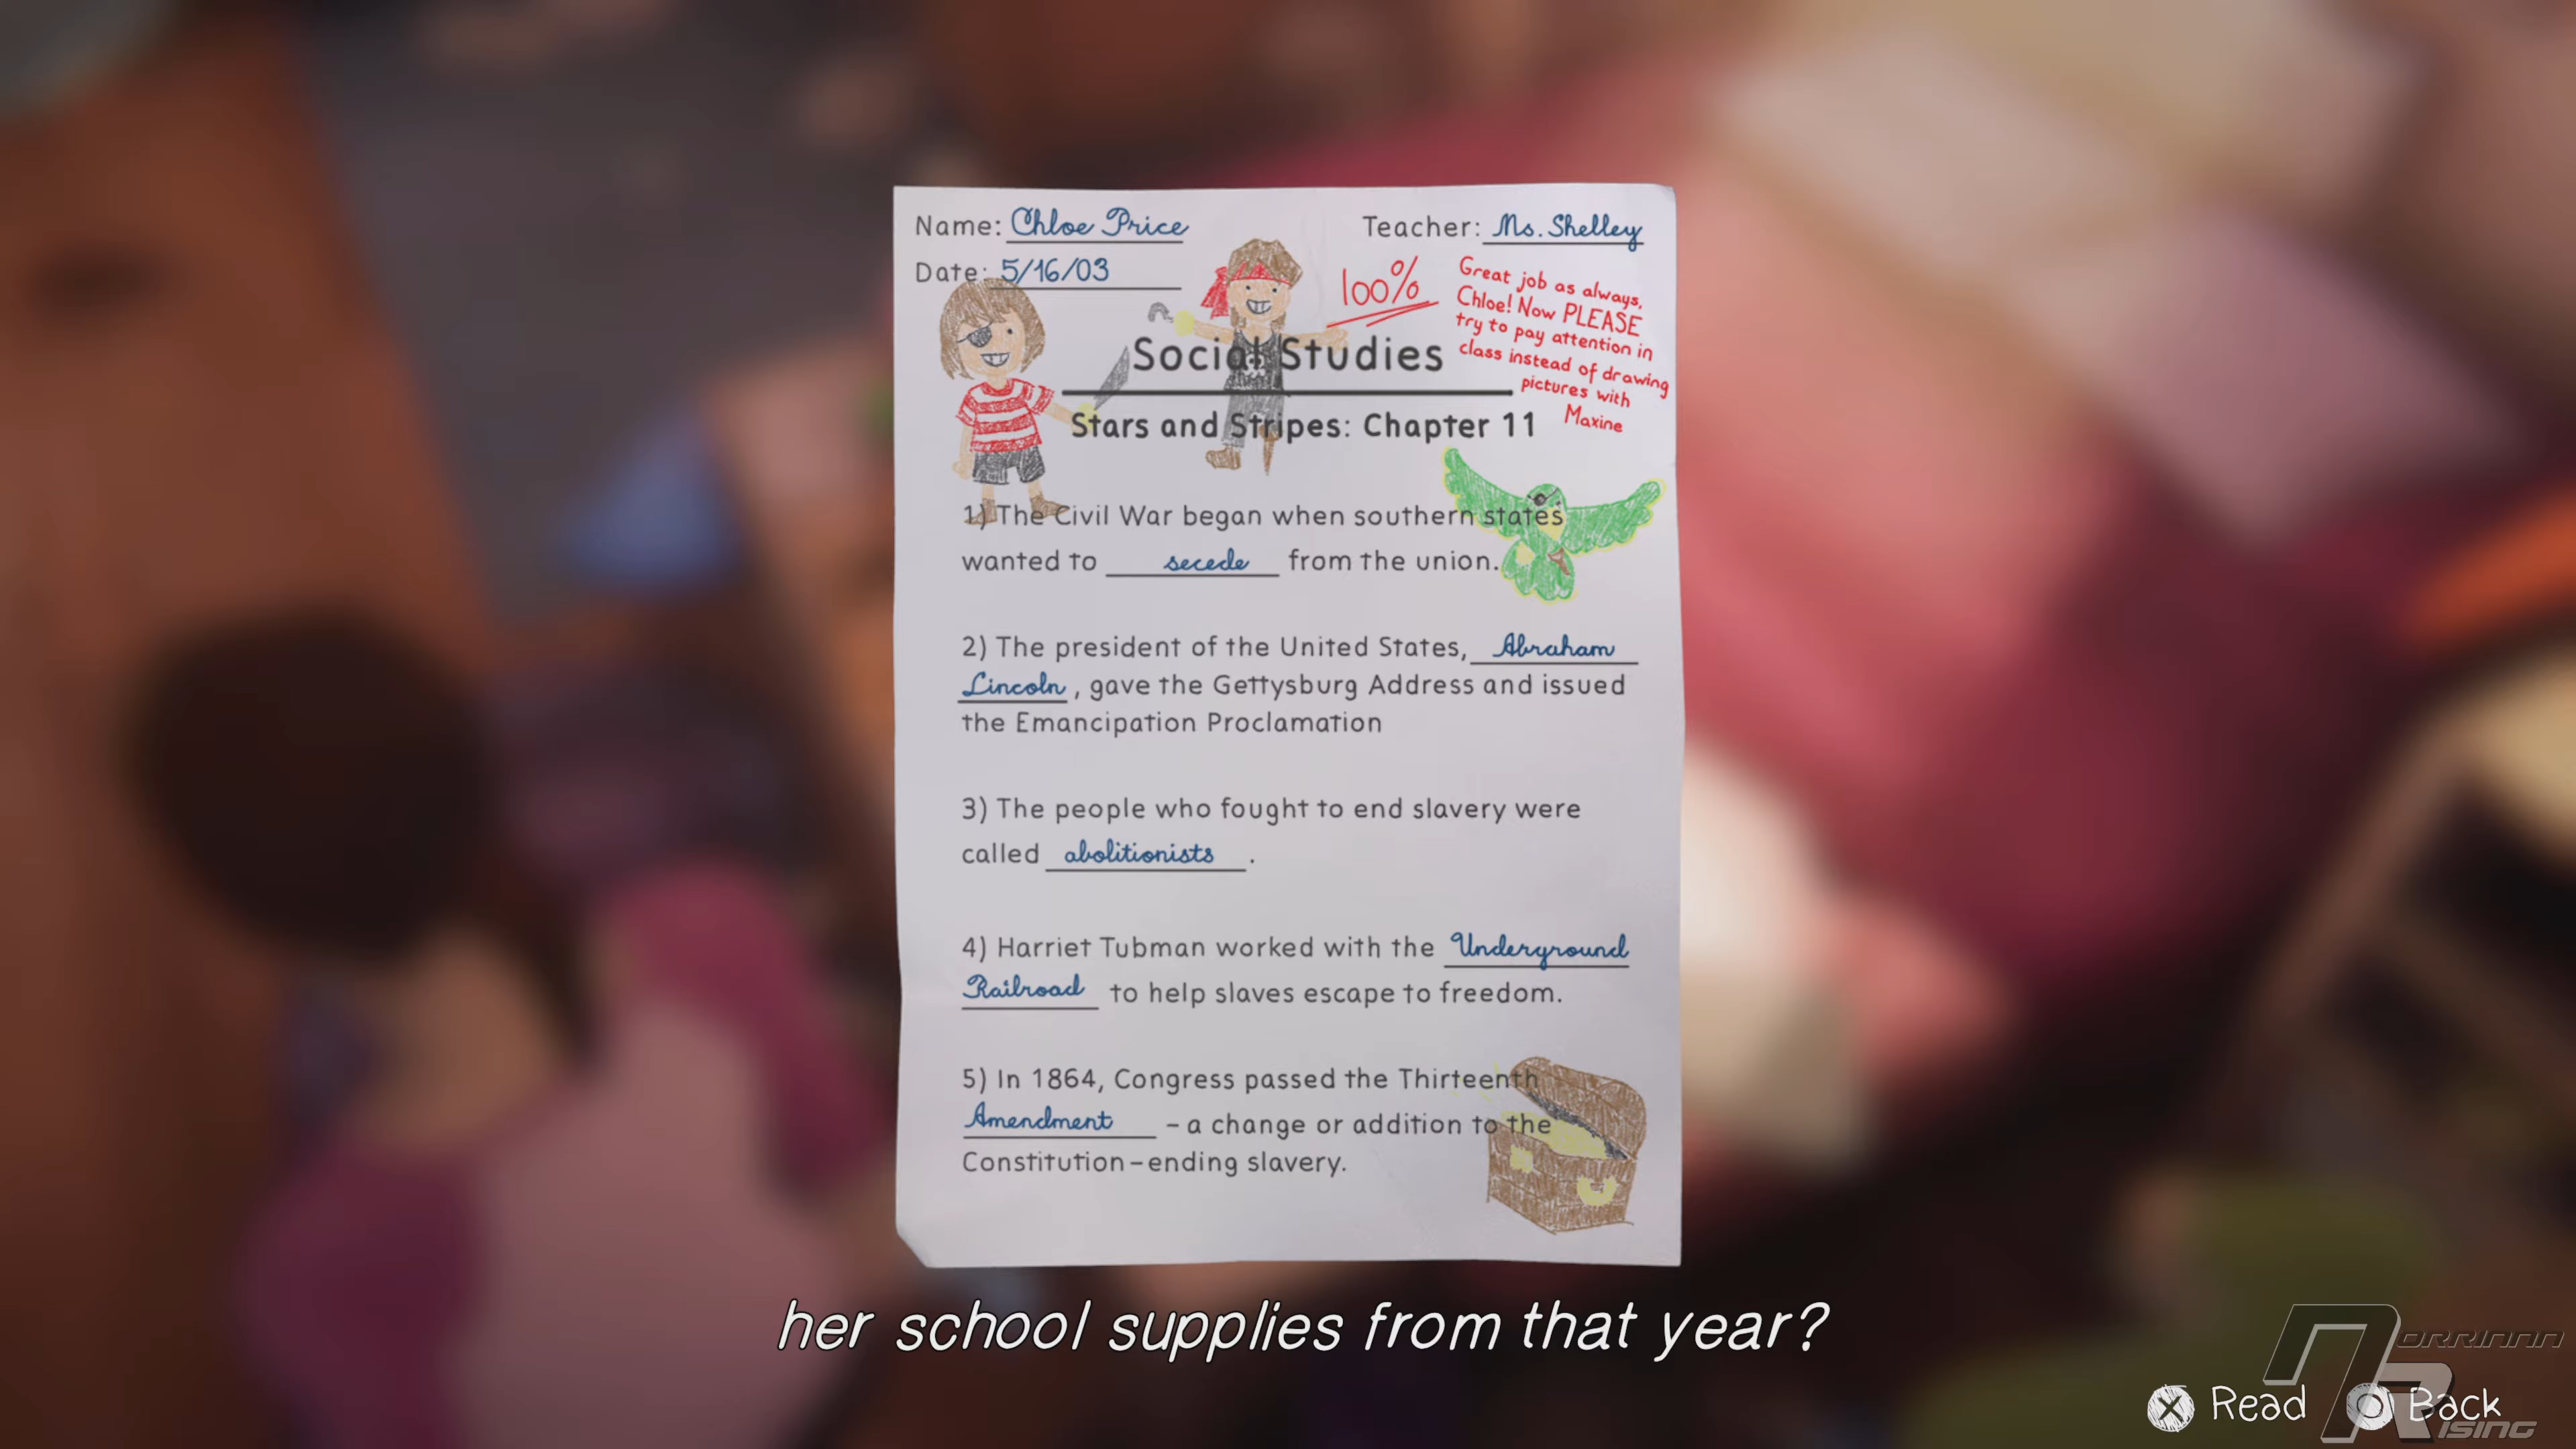 Name: Chloe Price
Teacher: Ms. Shelley
Date: 5/16/03
100%
Great job as always,
Chloe! Now PLEASE
try to pay attention in
class instead of drawing
pictures with
Maxine
Social Studies
Stars and Stripes: Chapter 11
1) The Civil War began when southern states
wanted to secede from the union.
2) The president of the United States, Abraham
Lincoln, gave the Gettysburg Address and issued
the Emancipation Proclamation
3) The people who fought to end slavery were
called abolitionists.
4) Harriet Tubman worked with the Underground
Railroad to help slaves escape to freedom.
5) In 1864, Congress passed the Thirteenth
Amendment – a change or addition to the
Constitution – ending slavery.
her school supplies from that year?
X Read Back
NORRINNN
RISING